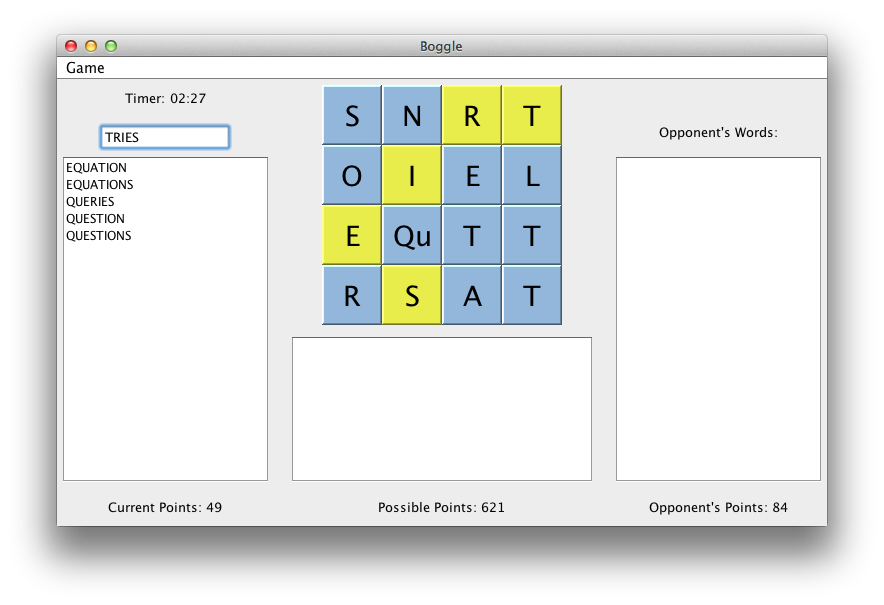 Boggle
Game
Timer: 02:27
TRIES
EQUATION
EQUATIONS
QUERIES
QUESTION
QUESTIONS
Current Points: 49
S N R T
O I E L
E Qu T T
R S A T
Possible Points: 621
Opponent's Words:
Opponent's Points: 84